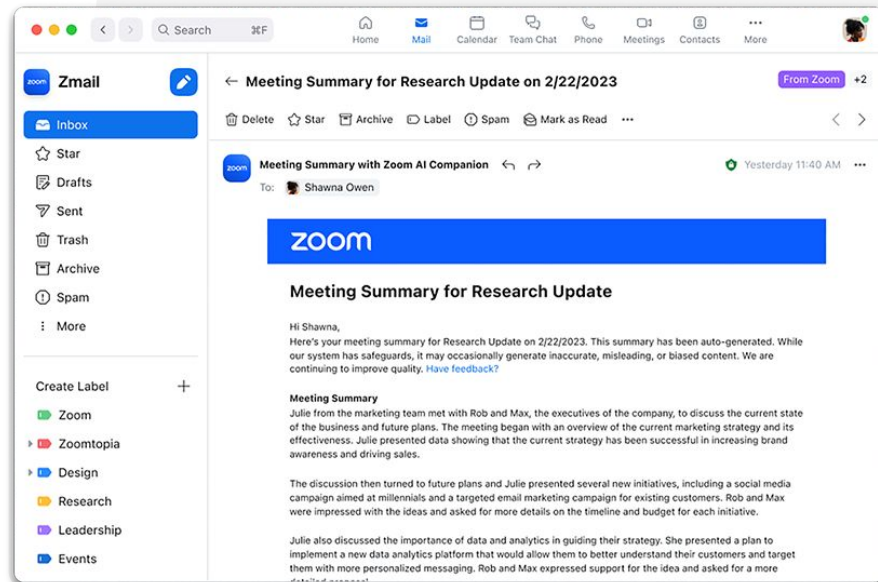 Search ⌘F
Home
Mail
Calendar
Team Chat
Phone
Meetings
Contacts
More
zoom
Zmail
Inbox
Star
Drafts
Sent
Trash
Archive
Spam
More
Create Label
Zoom
Zoomtopia
Design
Research
Leadership
Events
Meeting Summary for Research Update on 2/22/2023
From Zoom +2
Delete Star Archive Label Spam Mark as Read
zoom
Meeting Summary with Zoom AI Companion
Yesterday 11:40 AM
To: Shawna Owen
zoom
Meeting Summary for Research Update
Hi Shawna,
Here's your meeting summary for Research Update on 2/22/2023. This summary has been auto-generated. While
our system has safeguards, it may occasionally generate inaccurate, misleading, or biased content. We are
continuing to improve quality. Have feedback?
Meeting Summary
Julie from the marketing team met with Rob and Max, the executives of the company, to discuss the current state
of the business and future plans. The meeting began with an overview of the current marketing strategy and its
effectiveness. Julie presented data showing that the current strategy has been successful in increasing brand
awareness and driving sales.
The discussion then turned to future plans and Julie presented several new initiatives, including a social media
campaign aimed at millennials and a targeted email marketing campaign for existing customers. Rob and Max
were impressed with the ideas and asked for more details on the timeline and budget for each initiative.
Julie also discussed the importance of data and analytics in guiding their strategy. She presented a plan to
implement a new data analytics platform that would allow them to better understand their customers and target
them with more personalized messaging. Rob and Max expressed support for the idea and asked for a more